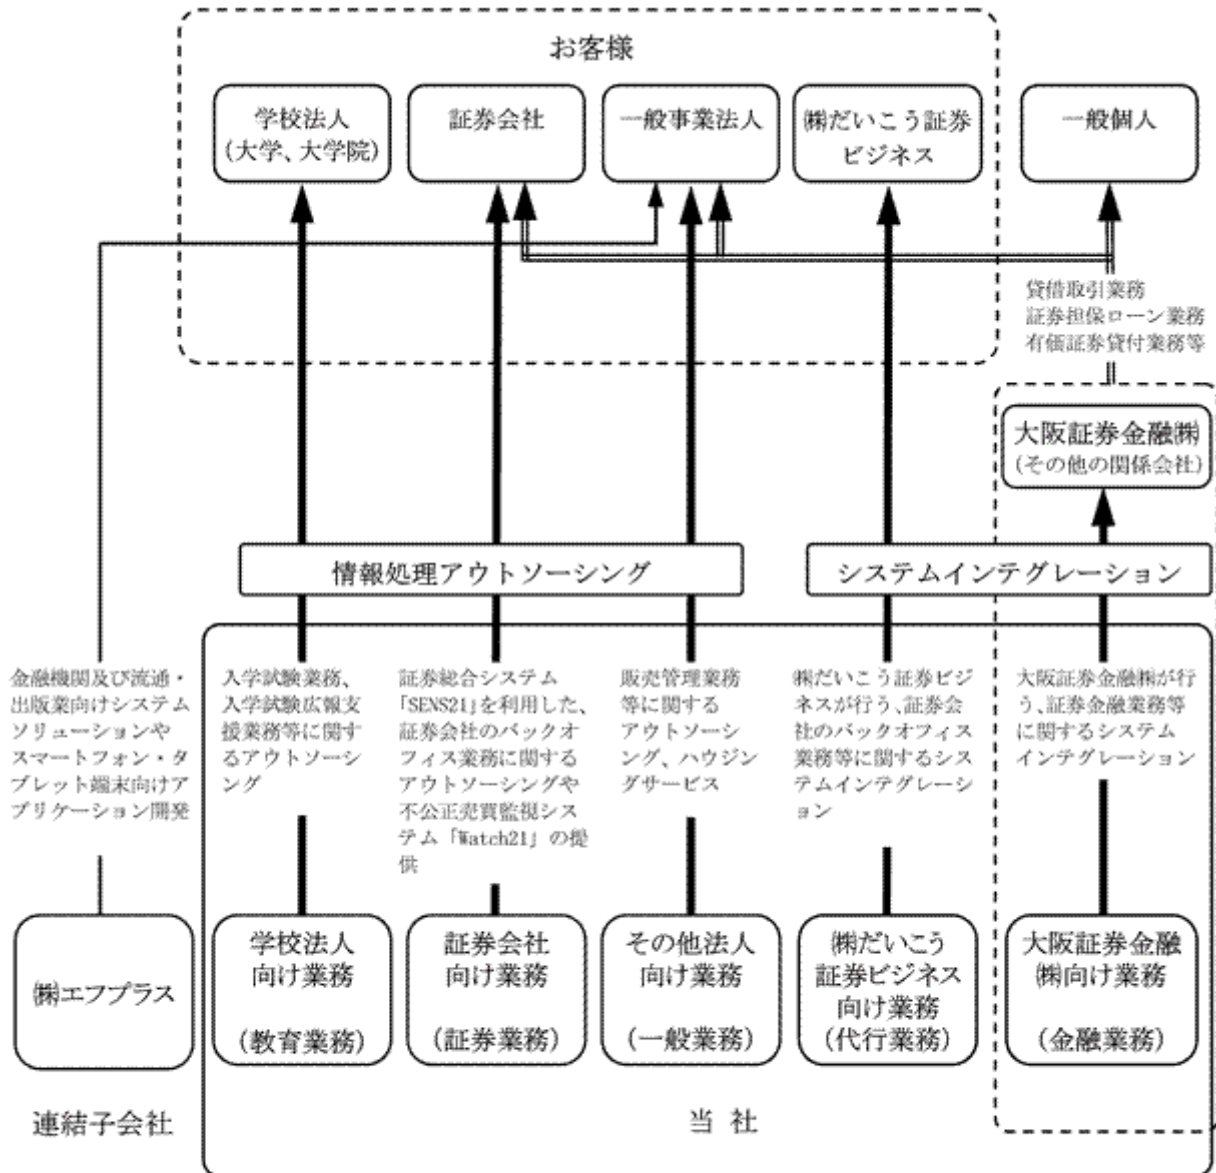 お客様
学校法人
(大学、大学院)
証券会社
一般事業法人
㈱だいこう証券
ビジネス
一般個人
貸借取引業務
証券担保ローン業務
有価証券貸付業務等
大阪証券金融㈱
(その他の関係会社)
情報処理アウトソーシング
システムインテグレーション
金融機関及び流通・
出版業向けシステム
ソリューションや
スマートフォン・タ
ブレット端末向けア
プリケーション開発
入学試験業務、
入学試験広報支
援業務等に関す
るアウトソーシ
ング
証券総合システム
「SENS21」を利用した、
証券会社のバックオ
フィス業務に関する
アウトソーシングや
不公正売買監視シス
テム「Watch21」の提
供
販売管理業務
等に関する
アウトソーシ
ング、ハウジン
グサービス
㈱だいこう証券ビジ
ネスが行う、証券会
社のバックオフィス
業務等に関するシス
テムインテグレーシ
ョン
大阪証券金融㈱が行
う、証券金融業務等
に関するシステム
インテグレーション
㈱エフプラス
学校法人
向け業務
(教育業務)
証券会社
向け業務
(証券業務)
その他法人
向け業務
(一般業務)
㈱だいこう
証券ビジネス
向け業務
(代行業務)
大阪証券金融
㈱向け業務
(金融業務)
連結子会社
当 社